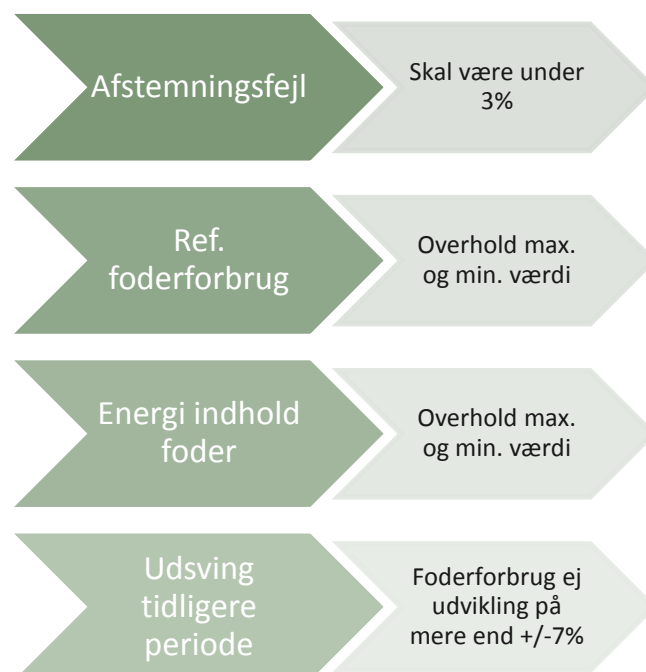 Afstemningsfejl
Skal være under
3%
Ref.
foderforbrug
Overhold max.
og min. værdi
Energi indhold
foder
Overhold max.
og min. værdi
Udsving
tidligere
periode
Foderforbrug ej
udvikling på
mere end +/-7%